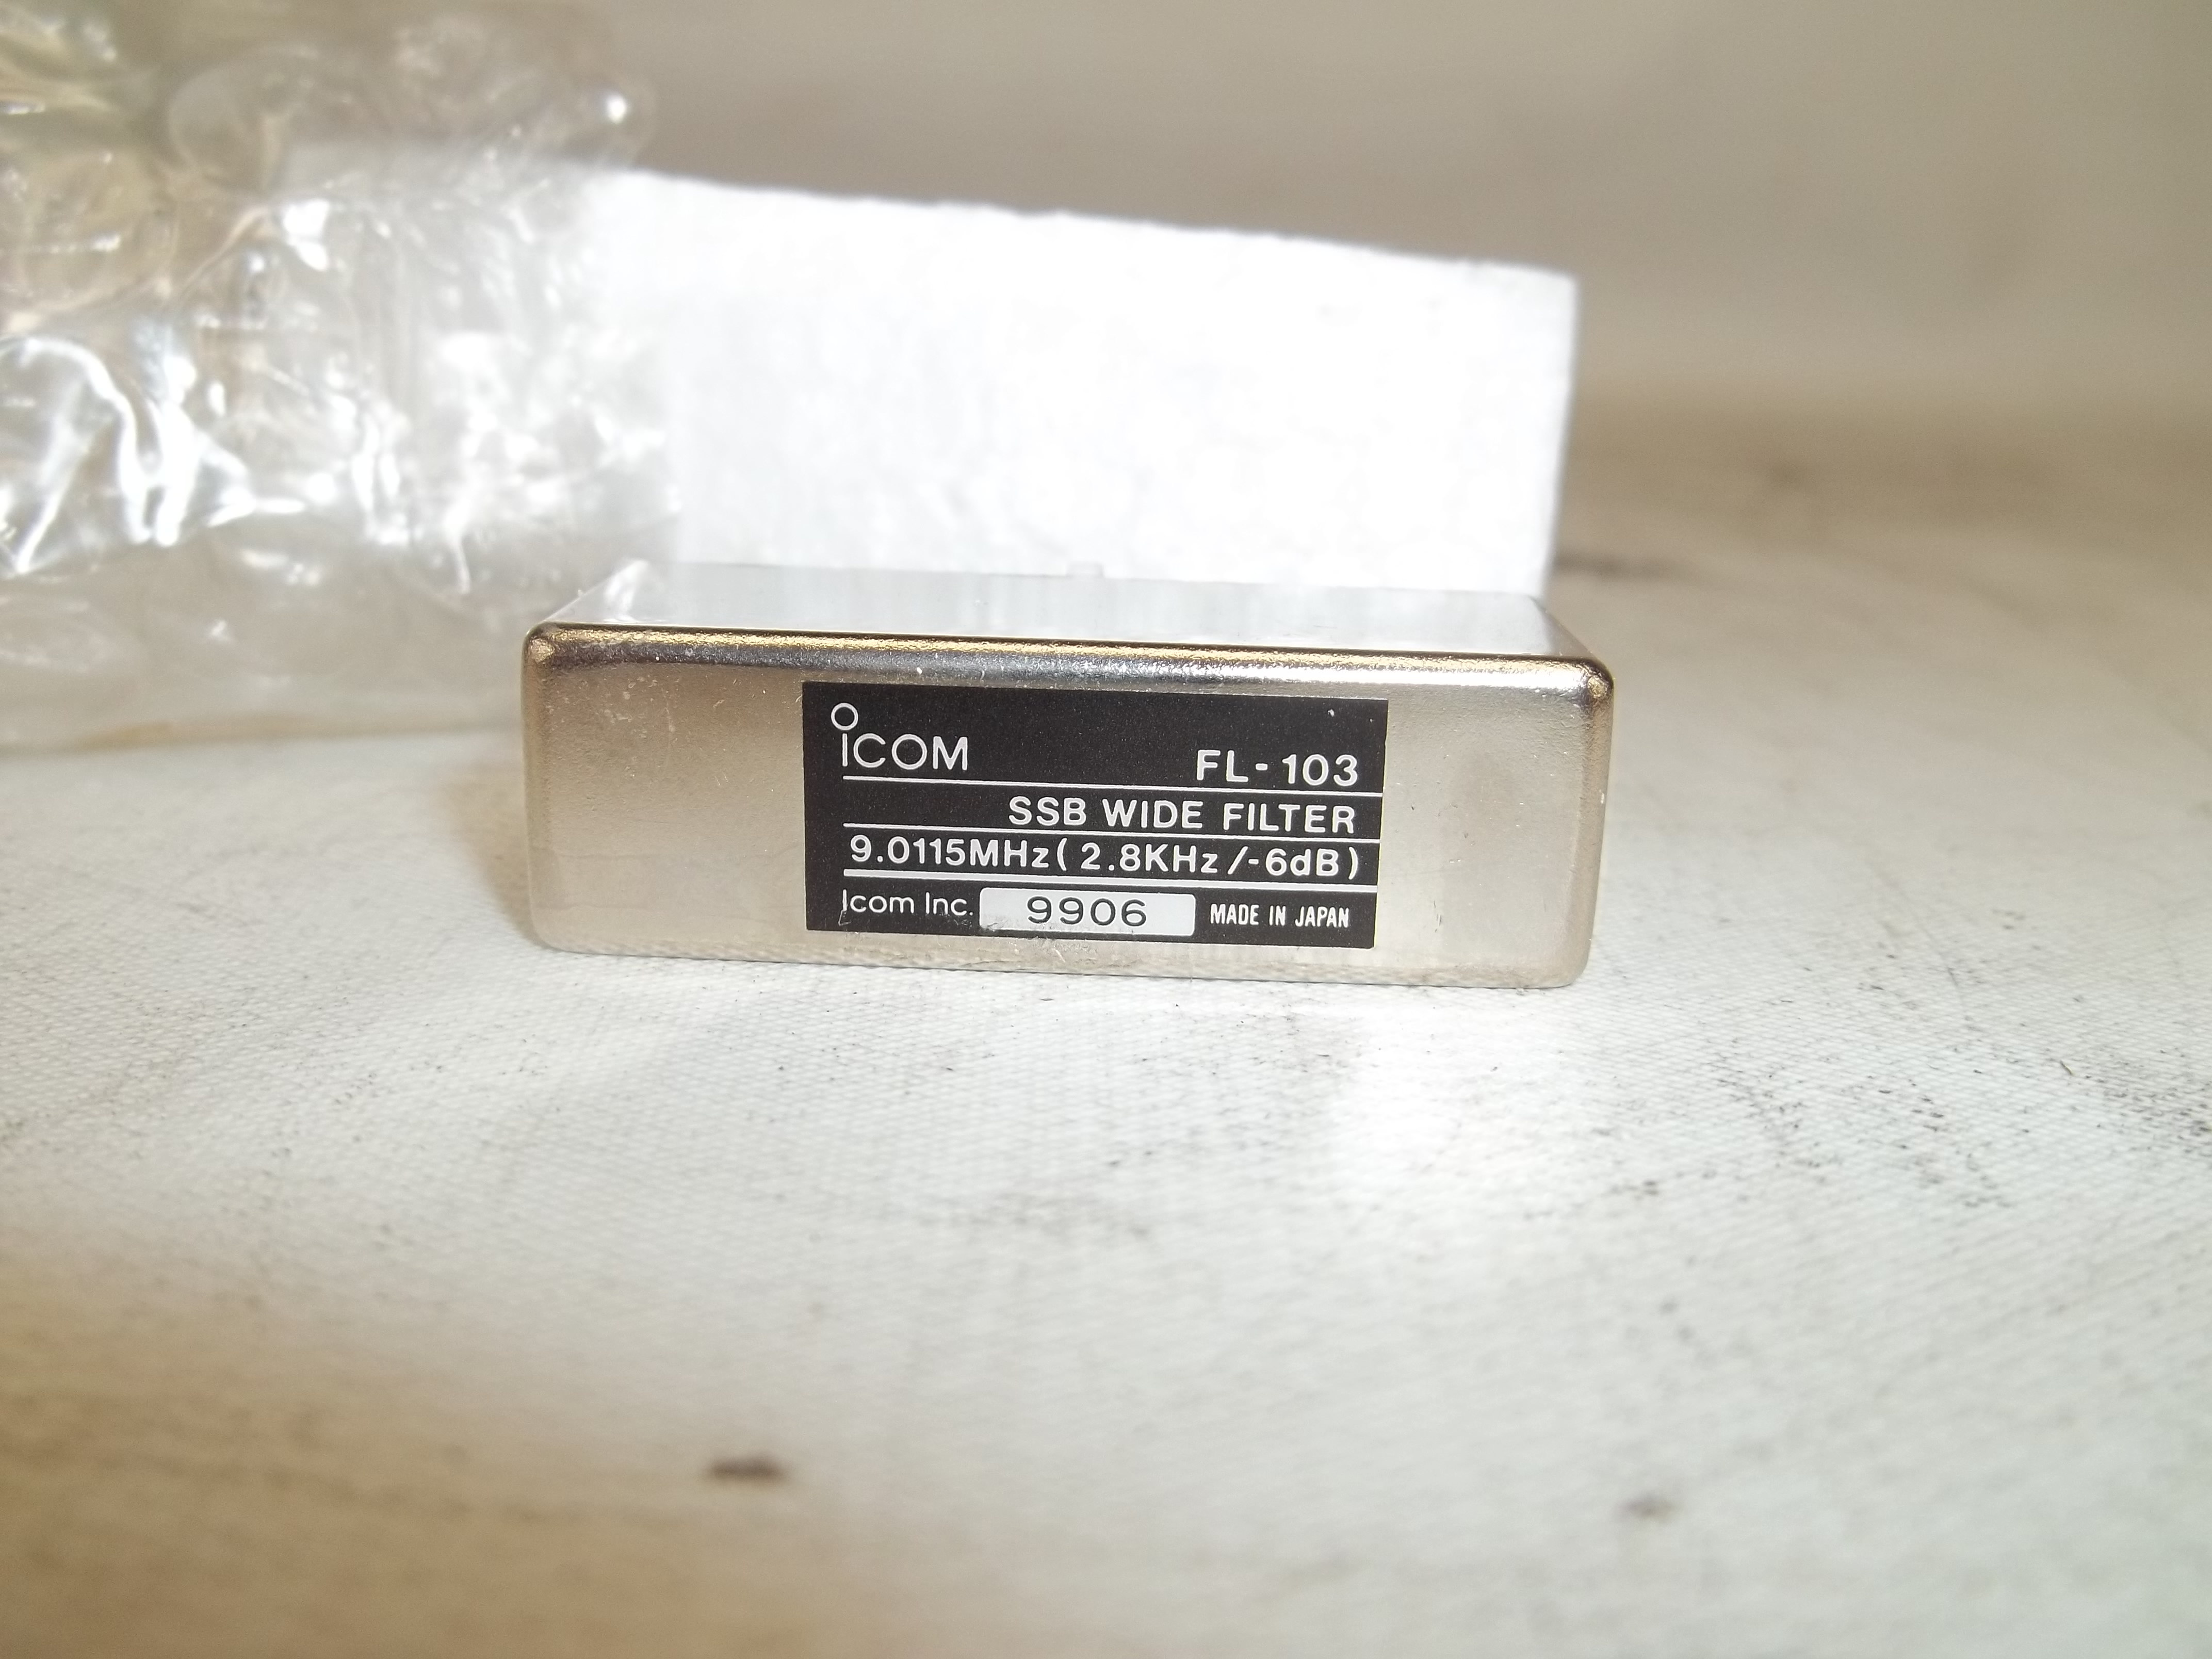 ICOM
FL-103
SSB WIDE FILTER
9.0115MHz(2.8KHz/-6dB)
Icom Inc. 9906 MADE IN JAPAN